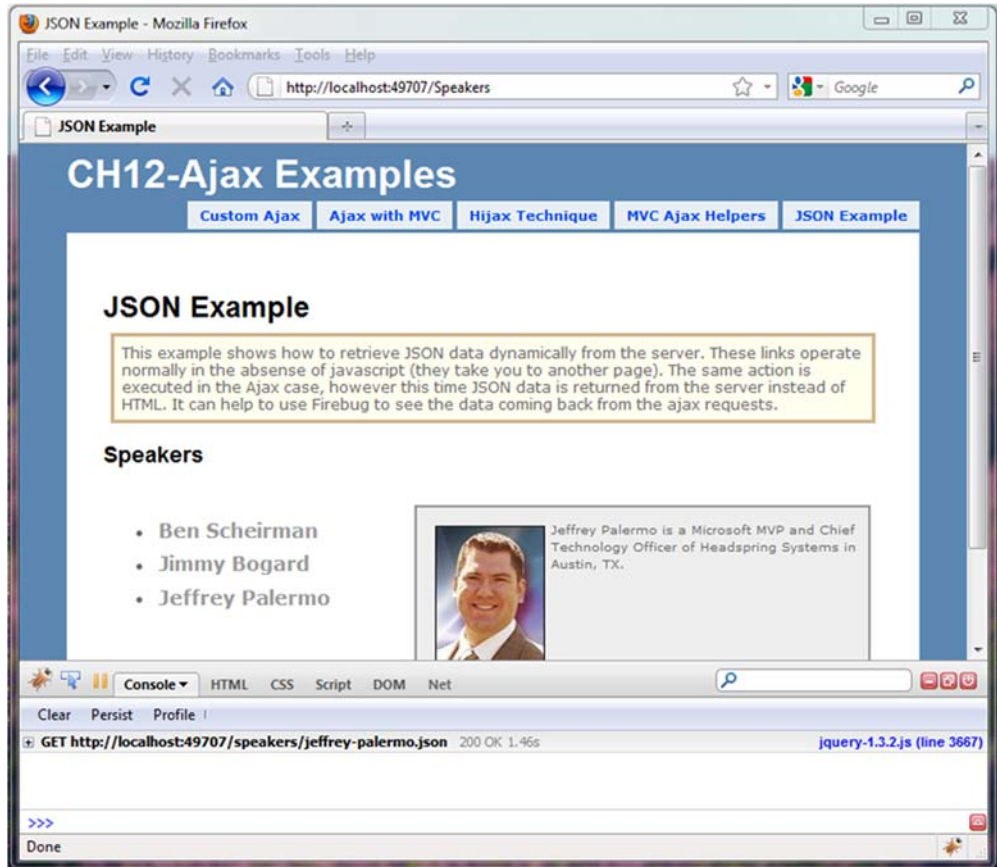 JSON Example - Mozilla Firefox
File Edit View History Bookmarks Tools Help
http://localhost:49707/Speakers
Google
JSON Example
CH12-Ajax Examples
Custom Ajax Ajax with MVC Hijax Technique MVC Ajax Helpers JSON Example
JSON Example
This example shows how to retrieve JSON data dynamically from the server. These links operate
normally in the absense of javascript (they take you to another page). The same action is
executed in the Ajax case, however this time JSON data is returned from the server instead of
HTML. It can help to use Firebug to see the data coming back from the ajax requests.
Speakers
• Ben Scheirman
• Jimmy Bogard
• Jeffrey Palermo
Jeffrey Palermo is a Microsoft MVP and Chief
Technology Officer of Headspring Systems in
Austin, TX.
Console HTML CSS Script DOM Net
Clear Persist Profile
GET http://localhost:49707/speakers/jeffrey-palermo.json 200 OK 1.46s jquery-1.3.2.js (line 3667)
>>>
Done